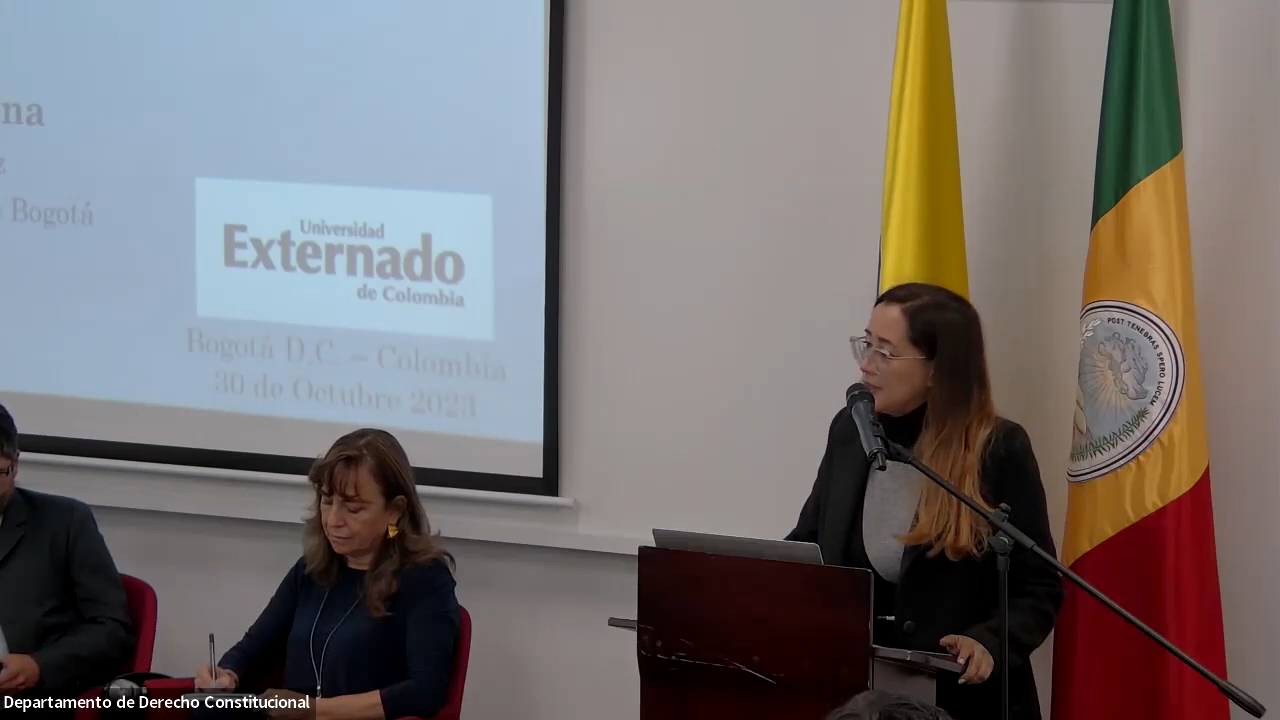 na
z
Bogotá
Universidad
Externado
de Colombia
Bogotá D.C. – Colombia
30 de Octubre 2023
POST TENEBRAS SPERO LUCEM
Departamento de Derecho Constitucional